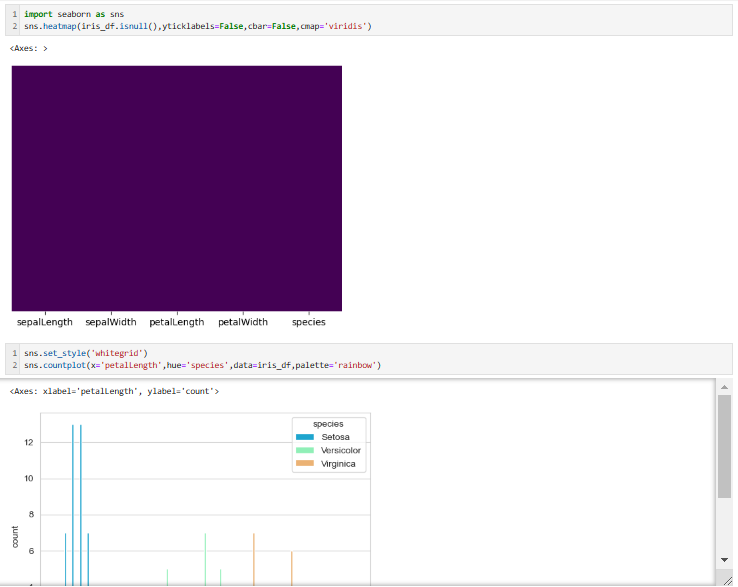 1 import seaborn as sns
2 sns.heatmap(iris_df.isnull(),yticklabels=False,cbar=False,cmap='viridis')
<Axes: >
sepalLength sepalWidth petalLength petalWidth species
1 sns.set_style('whitegrid')
2 sns.countplot(x='petalLength',hue='species',data=iris_df,palette='rainbow')
<Axes: xlabel='petalLength', ylabel='count'>
species
Setosa
Versicolor
Virginica
12
10
8
6
count